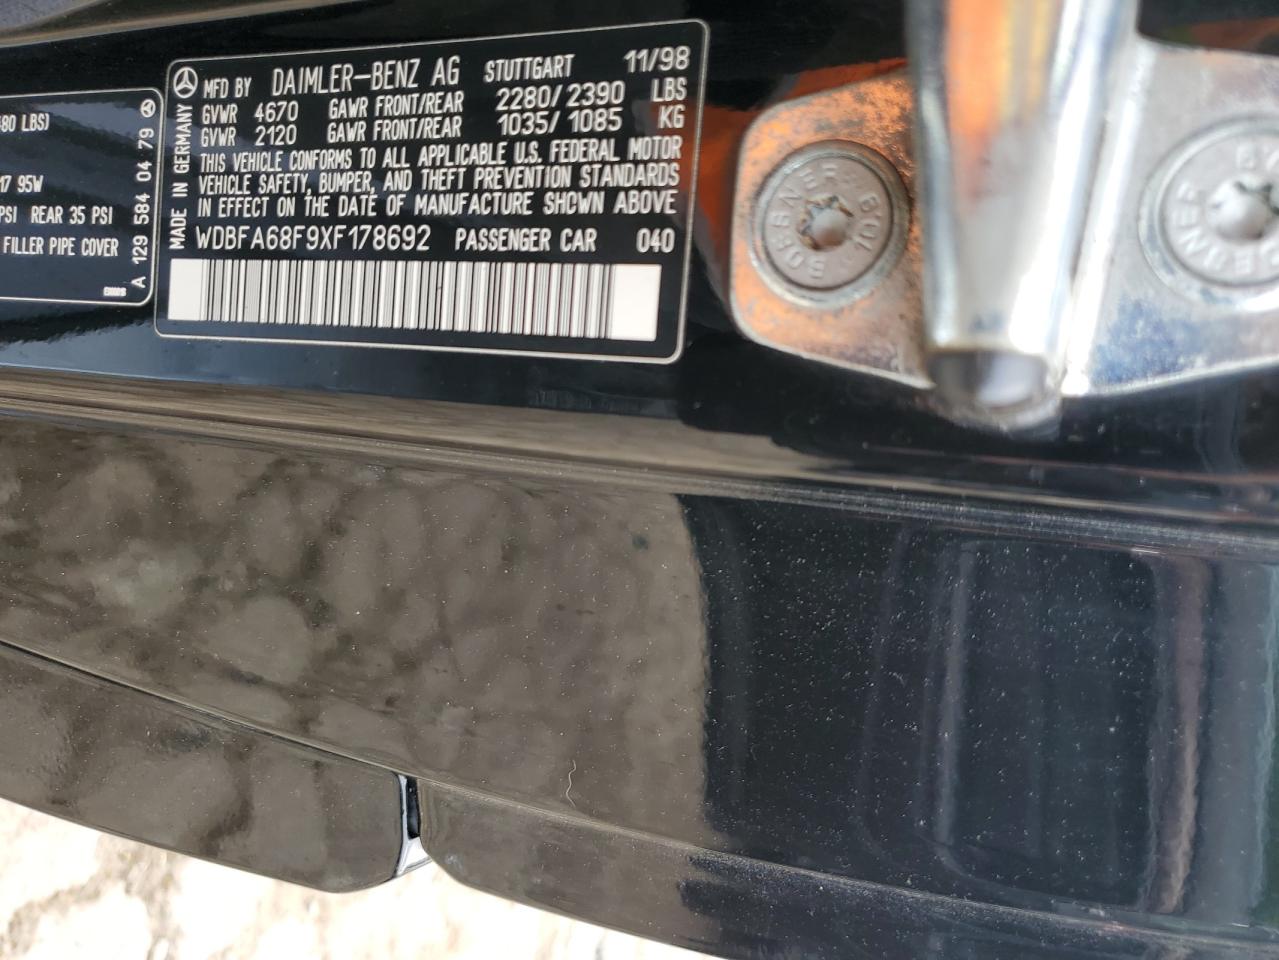 680 LBS)
17 95W
PSI REAR 35 PSI
FILLER PIPE COVER
A 129 584 04 79
MADE IN GERMANY
MFD BY DAIMLER-BENZ AG STUTTGART 11/98
GVWR 4670 GAWR FRONT/REAR 2280/2390 LBS
GVWR 2120 GAWR FRONT/REAR 1035/1085 KG
THIS VEHICLE CONFORMS TO ALL APPLICABLE U.S. FEDERAL MOTOR
VEHICLE SAFETY, BUMPER, AND THEFT PREVENTION STANDARDS
IN EFFECT ON THE DATE OF MANUFACTURE SHOWN ABOVE
WDBFA68F9XF178692 PASSENGER CAR 040